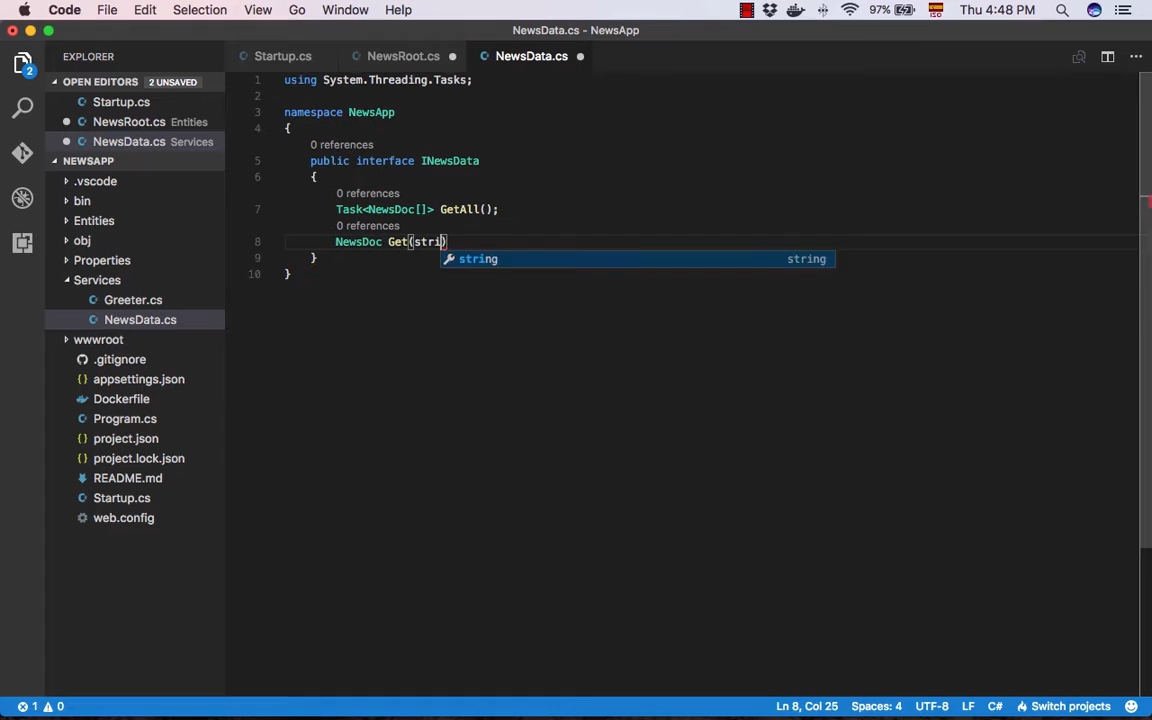 Code File Edit Selection View Go Window Help 97% ISO Thu 4:48 PM
NewsData.cs - NewsApp
EXPLORER
Startup.cs NewsRoot.cs NewsData.cs
OPEN EDITORS 2 UNSAVED
Startup.cs
NewsRoot.cs Entities
NewsData.cs Services
NEWSAPP
.vscode
bin
Entities
obj
Properties
Services
Greeter.cs
NewsData.cs
wwwroot
.gitignore
appsettings.json
Dockerfile
Program.cs
project.json
project.lock.json
README.md
Startup.cs
web.config
2
1 using System.Threading.Tasks;
2
3 namespace NewsApp
4 {
0 references
5 public interface INewsData
6 {
0 references
7 Task<NewsDoc[]> GetAll();
0 references
8 NewsDoc Get(stri)
string string
9 }
10 }
1 0 Ln 8, Col 25 Spaces: 4 UTF-8 LF C# Switch projects